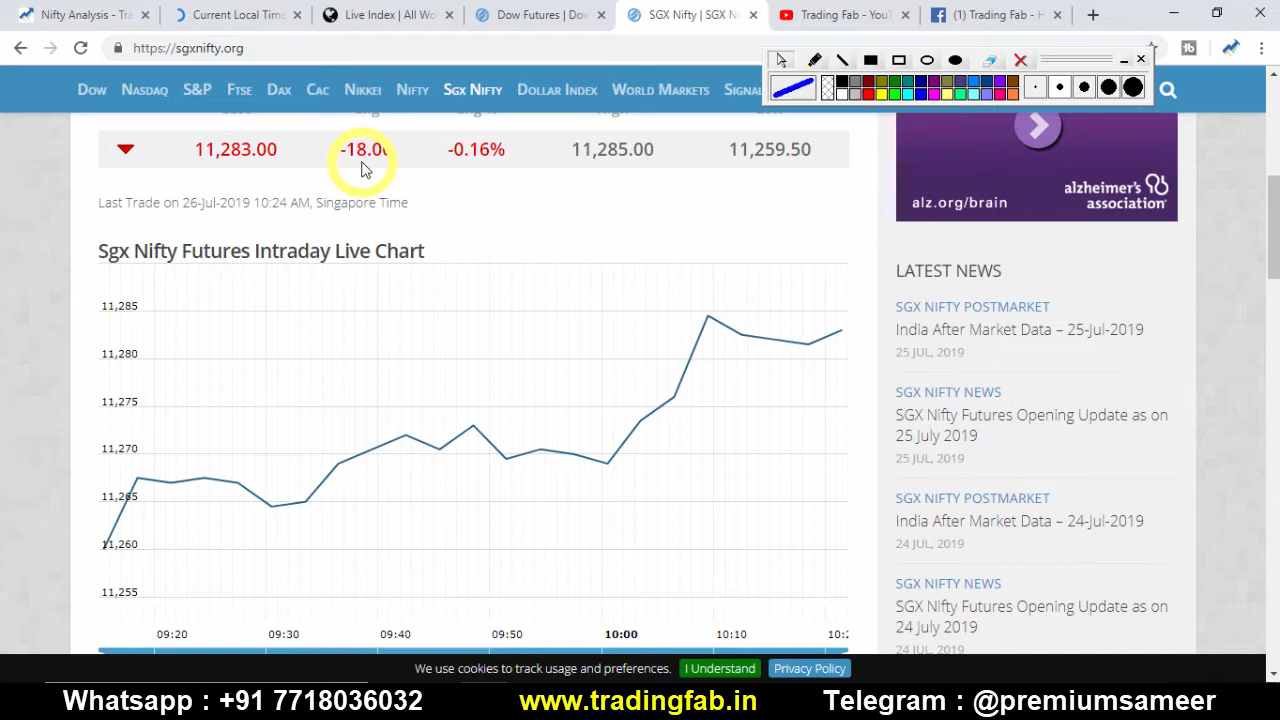 Nifty Analysis - Tra
Current Local Time
Live Index | All Wo
Dow Futures | Dow
SGX Nifty | SGX N
Trading Fab - YouT
(1) Trading Fab - H
https://sgxnifty.org
Dow Nasdaq S&P Ftse Dax Cac Nikkei Nifty Sgx Nifty Dollar Index World Markets Signal
11,283.00 -18.00 -0.16% 11,285.00 11,259.50
Last Trade on 26-Jul-2019 10:24 AM, Singapore Time
Sgx Nifty Futures Intraday Live Chart
11,285
11,280
11,275
11,270
11,265
11,260
11,255
09:20 09:30 09:40 09:50 10:00 10:10
alzheimer's
association
alz.org/brain
LATEST NEWS
SGX NIFTY POSTMARKET
India After Market Data – 25-Jul-2019
25 JUL, 2019
SGX NIFTY NEWS
SGX Nifty Futures Opening Update as on
25 July 2019
25 JUL, 2019
SGX NIFTY POSTMARKET
India After Market Data – 24-Jul-2019
24 JUL, 2019
SGX NIFTY NEWS
SGX Nifty Futures Opening Update as on
24 July 2019
24 JUL, 2019
We use cookies to track usage and preferences. I Understand Privacy Policy
Whatsapp : +91 7718036032 www.tradingfab.in Telegram : @premiumsameer